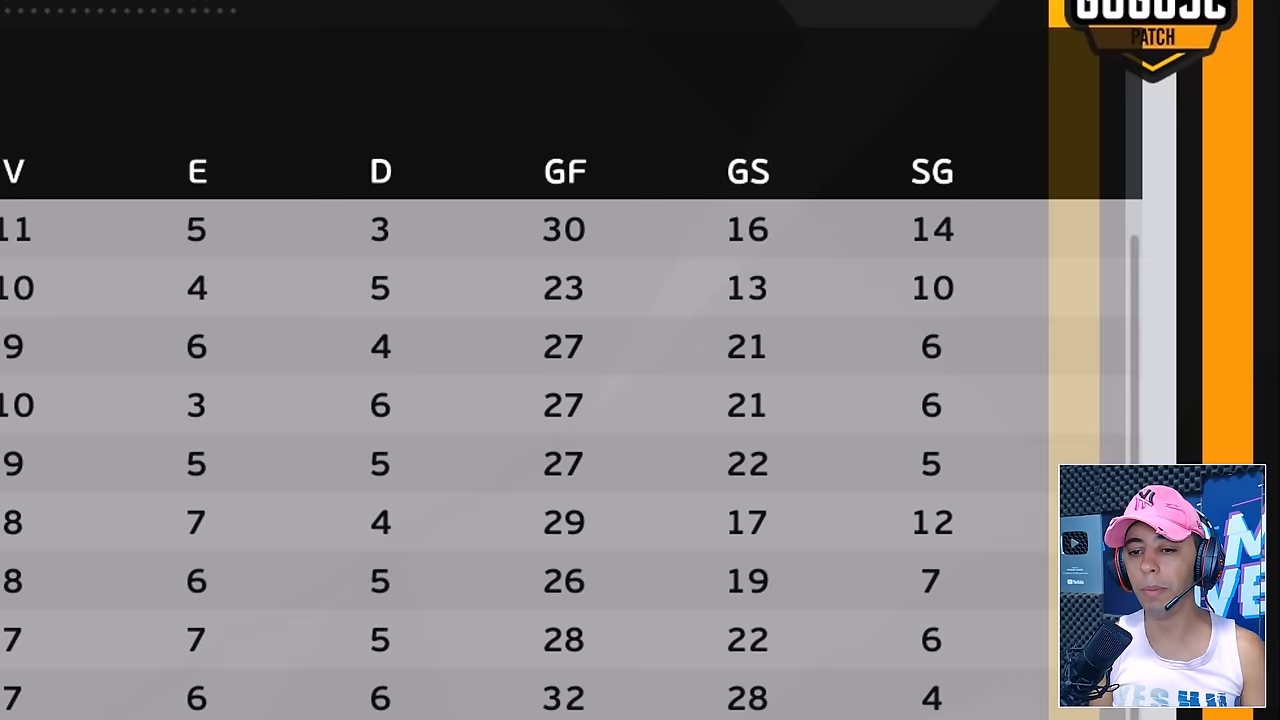 PATCH
V E D GF GS SG
11 5 3 30 16 14
10 4 5 23 13 10
9 6 4 27 21 6
10 3 6 27 21 6
9 5 5 27 22 5
8 7 4 29 17 12
8 6 5 26 19 7
7 7 5 28 22 6
7 6 6 32 28 4